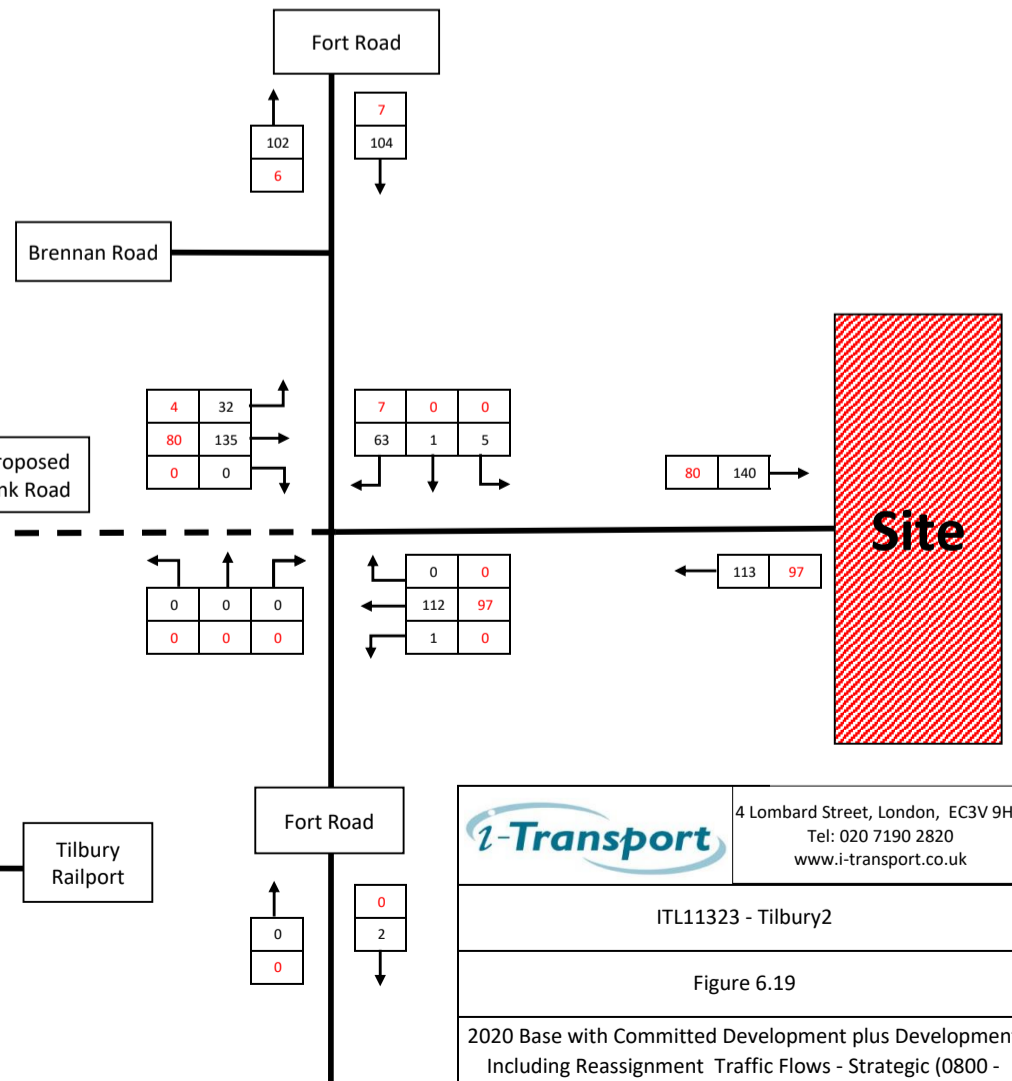 Fort Road
102
6
7
104
Brennan Road
4 32
80 135
0 0
7 0 0
63 1 5
roposed
nk Road
80 140
Site
113 97
0 0 0
0 0 0
0 0
112 97
1 0
Fort Road
Tilbury
Railport
0
0
0
2
i-Transport
4 Lombard Street, London, EC3V 9H
Tel: 020 7190 2820
www.i-transport.co.uk
ITL11323 - Tilbury2
Figure 6.19
2020 Base with Committed Development plus Development
Including Reassignment Traffic Flows - Strategic (0800 -